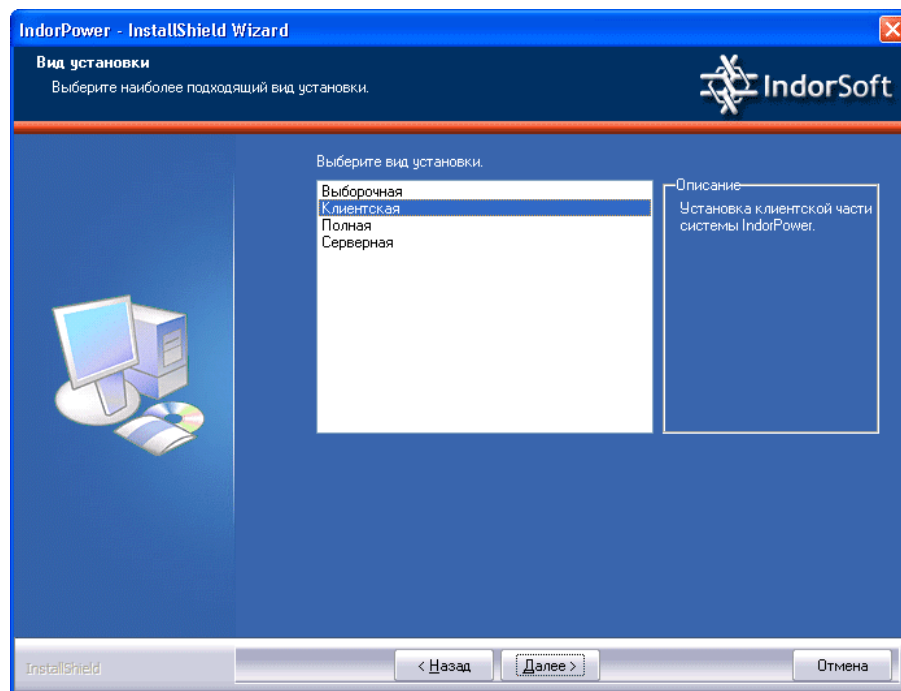 IndorPower - InstallShield Wizard
Вид установки
Выберите наиболее подходящий вид установки.
IndorSoft
Выберите вид установки.
Выборочная
Клиентская
Полная
Серверная
Описание
Установка клиентской части
системы IndorPower.
InstallShield
< Назад
Далее >
Отмена